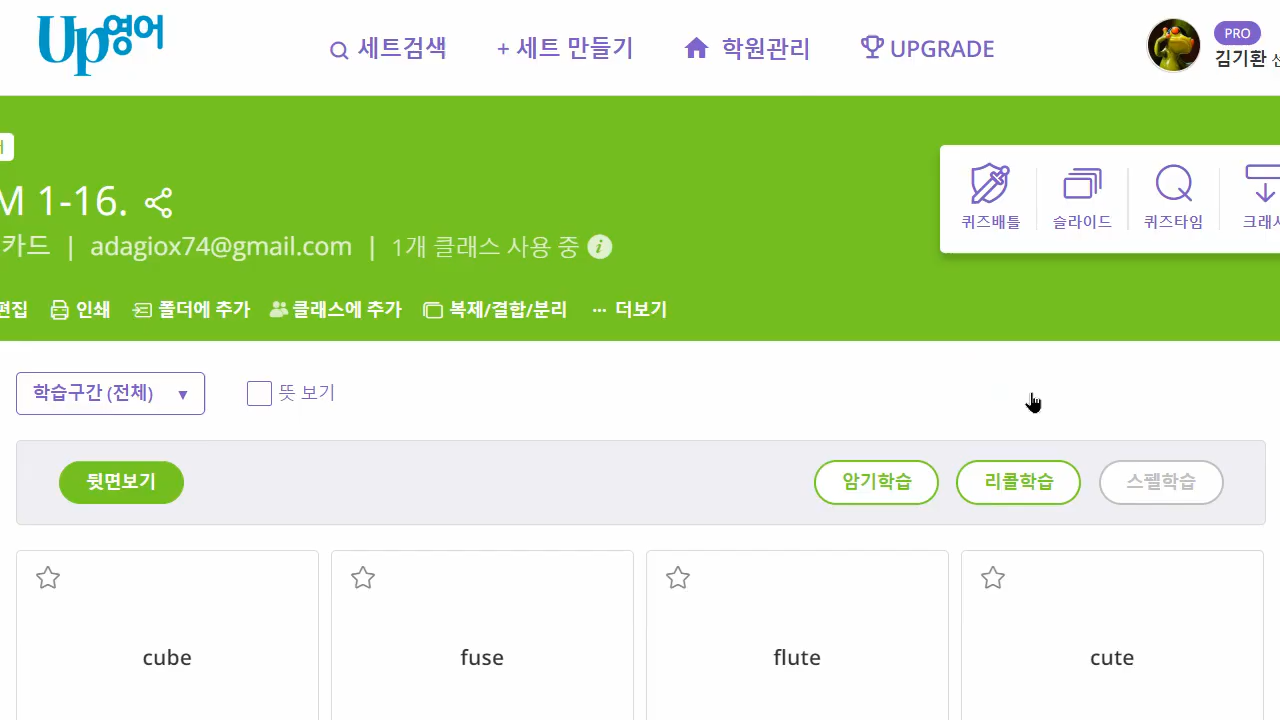 Up영어
세트검색
+ 세트 만들기
학원관리
UPGRADE
PRO
김기환
M 1-16.
카드 | adagiox74@gmail.com | 1개 클래스 사용 중 i
편집
인쇄
폴더에 추가
클래스에 추가
복제/결합/분리
··· 더보기
퀴즈배틀
슬라이드
퀴즈타임
크래시
학습구간 (전체) ▼
뜻 보기
뒷면보기
암기학습
리콜학습
스펠학습
cube
fuse
flute
cute